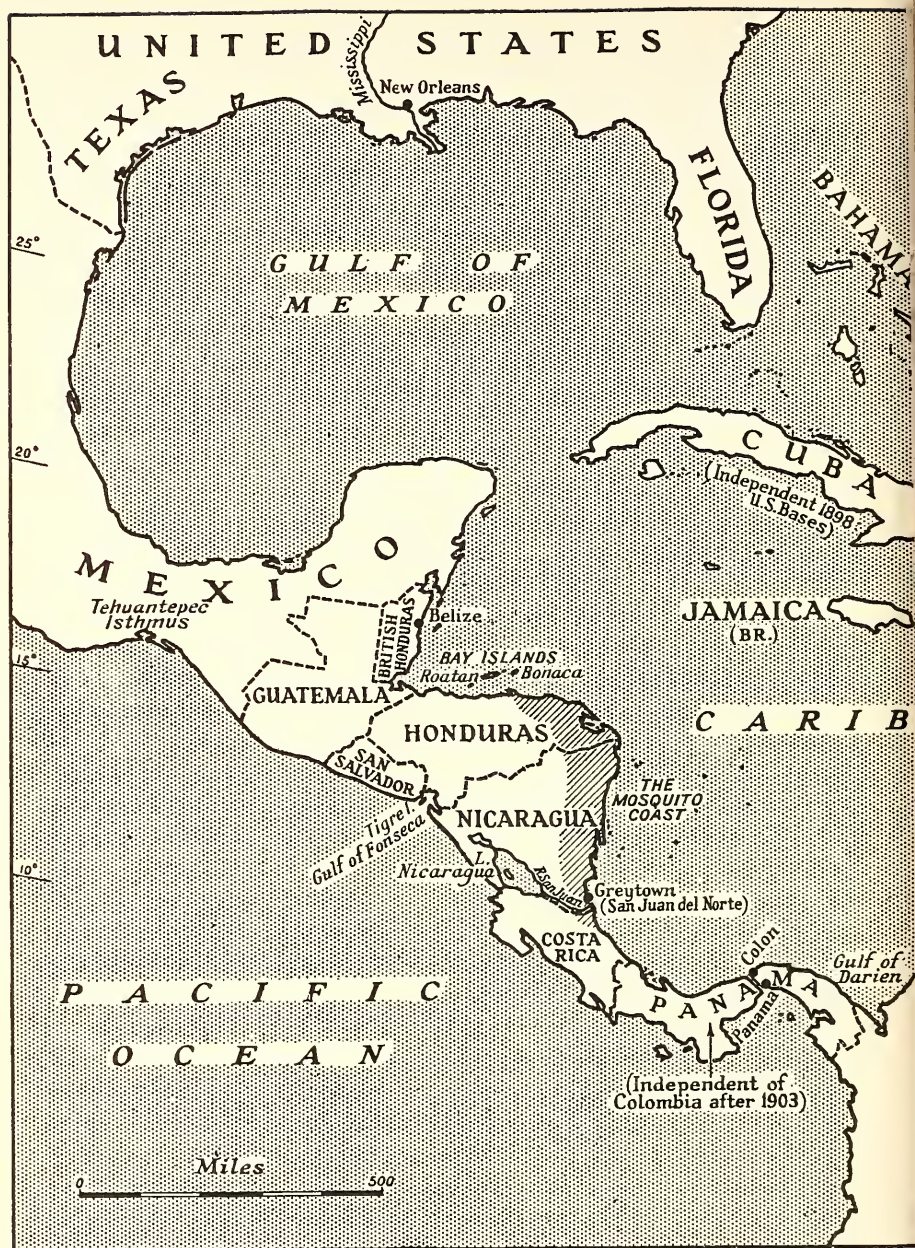 UNITED STATES
Mississippi
New Orleans
TEXAS
FLORIDA
BAHAMA
25°
GULF OF
MEXICO
20°
CUBA
(Independent 1898
U.S. Bases)
MEXICO
Tehuantepec
Isthmus
BRITISH
HONDURAS
Belize
JAMAICA
(BR.)
15°
BAY ISLANDS
Roatan
Bonaca
GUATEMALA
HONDURAS
CARIB
SAN
SALVADOR
THE
MOSQUITO
COAST
Tigre I.
Gulf of Fonseca
NICARAGUA
L.
Nicaragua
R. San Juan
10°
Greytown
(San Juan del Norte)
COSTA
RICA
Colon
Gulf of
Darien
PACIFIC
OCEAN
PANAMA
Panama
(Independent of
Colombia after 1903)
Miles
0 500